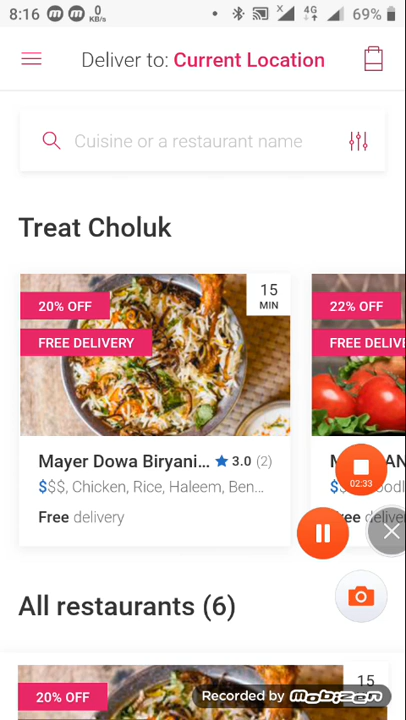 8:16 0 KB/s 4G 69%
Deliver to: Current Location
Cuisine or a restaurant name
Treat Choluk
20% OFF
FREE DELIVERY
15
MIN
22% OFF
FREE DELIVE
Mayer Dowa Biryani... 3.0 (2)
$$$, Chicken, Rice, Haleem, Ben...
Free delivery
02:33
All restaurants (6)
20% OFF
15
Recorded by Mobizen